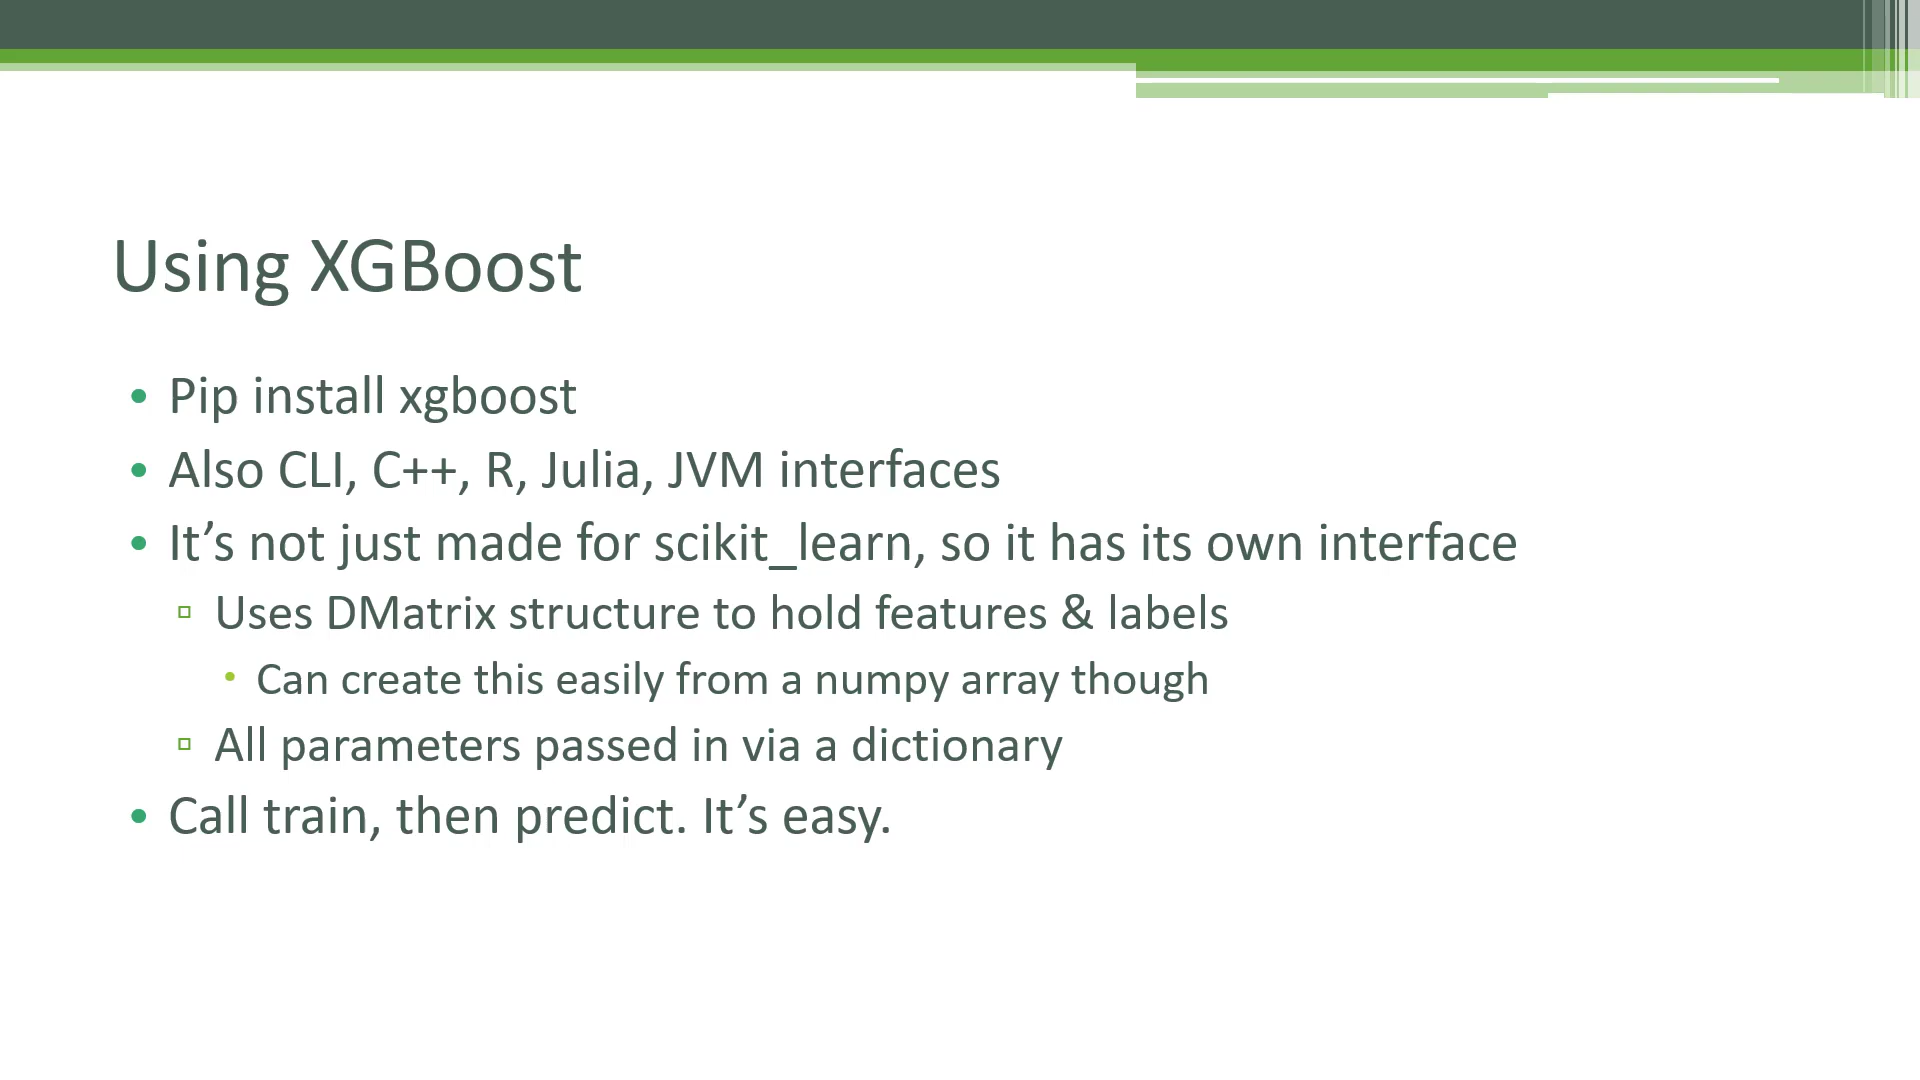 Using XGBoost
• Pip install xgboost
• Also CLI, C++, R, Julia, JVM interfaces
• It’s not just made for scikit_learn, so it has its own interface
▫ Uses DMatrix structure to hold features & labels
• Can create this easily from a numpy array though
▫ All parameters passed in via a dictionary
• Call train, then predict. It’s easy.